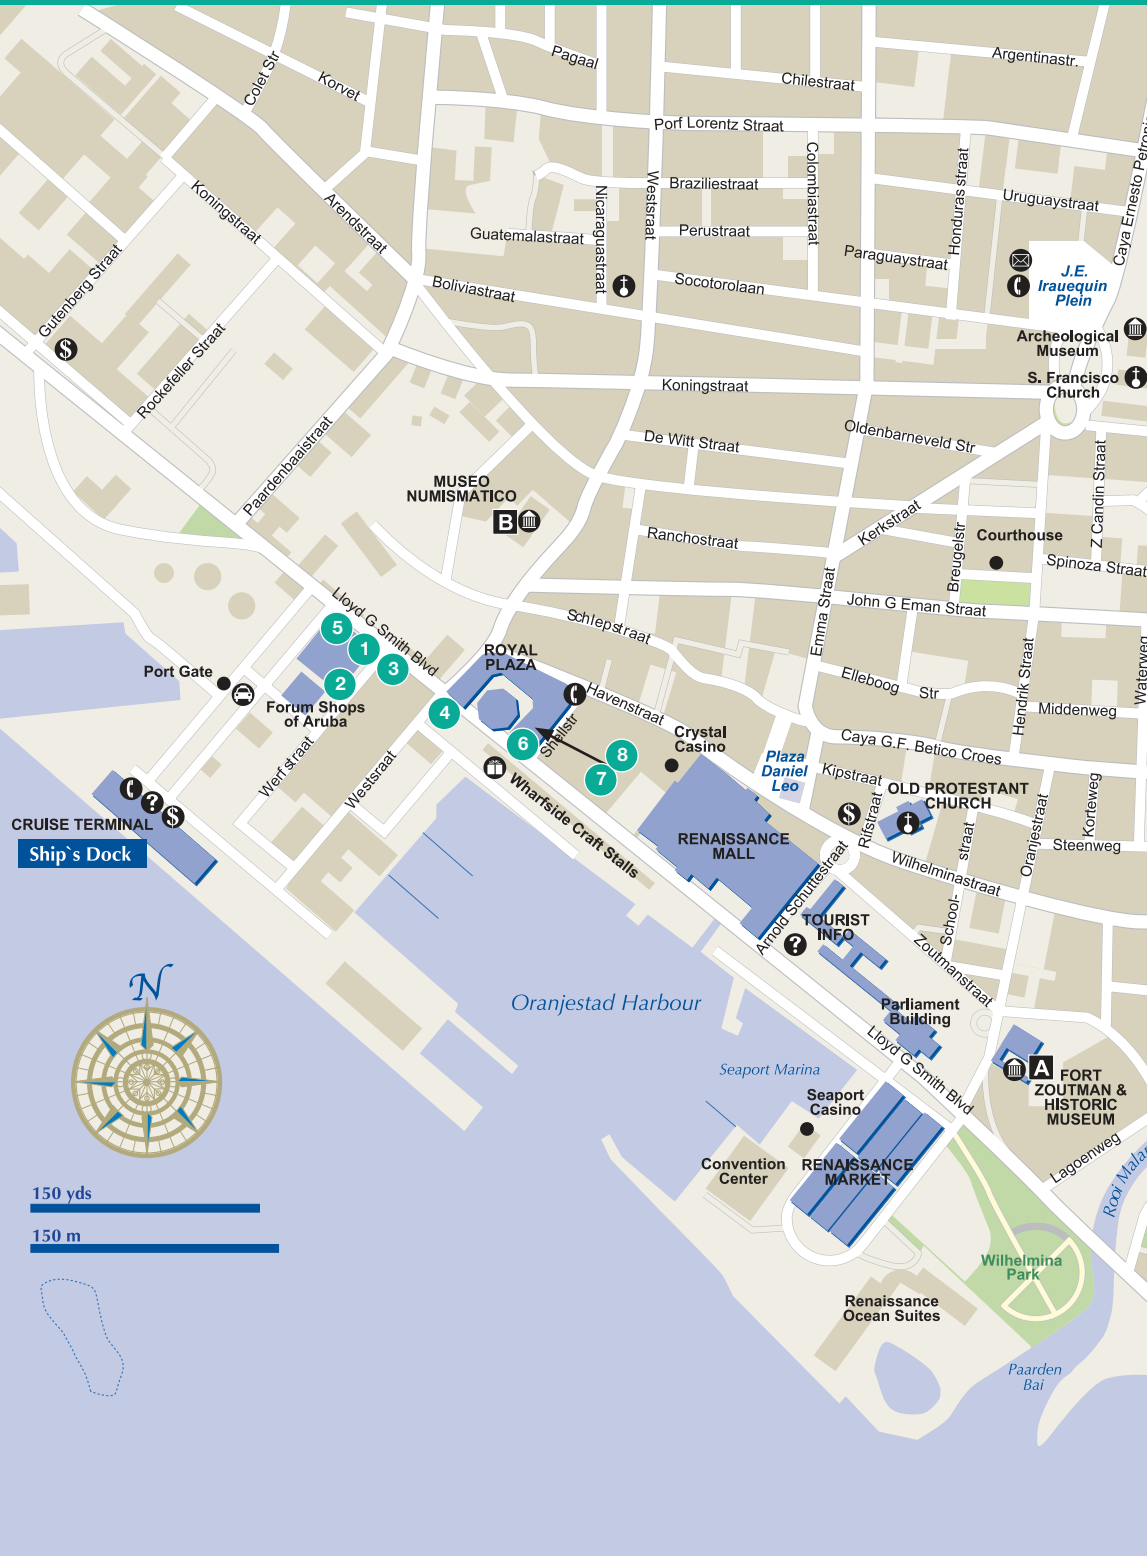 Pagaal
Argentinastr.
Colet Str
Korvet
Chilestraat
Porf Lorentz Straat
Caya Ernesto Petronia
Koningstraat
Arendstraat
Nicaraguastraat
Westsraat
Braziliestraat
Colombiastraat
Honduras straat
Uruguaystraat
Guatemalastraat
Perustraat
Paraguaystraat
Gutenberg Straat
Boliviastraat
Socotorolaan
J.E.
Irauequin
Plein
$
Rockefeller Straat
Archeological
Museum
Koningstraat
S. Francisco
Church
Paardenbaaistraat
De Witt Straat
Oldenbarneveld Str
Z Candin Straat
MUSEO
NUMISMATICO
B
Ranchostraat
Kerkstraat
Breugelstr
Courthouse
Spinoza Straat
Lloyd G Smith Blvd
Schlepstraat
Emma Straat
John G Eman Straat
5
1
3
2
4
ROYAL
PLAZA
Port Gate
Forum Shops
of Aruba
Havenstraat
Elleboog Str
Hendrik Straat
Waterweg
Middenweg
6
Shellstr
8
7
Crystal
Casino
Plaza
Daniel
Leo
Caya G.F. Betico Croes
Kipstraat
Werfstraat
Westsraat
Wharfside Craft Stalls
?
$
CRUISE TERMINAL
Ship`s Dock
$
Rifstraat
OLD PROTESTANT
CHURCH
Oranjestraat
Korteweg
Steenweg
RENAISSANCE
MALL
Wilhelminastraat
School-
straat
Arnold Schuttestraat
TOURIST
INFO
?
Zoutmanstraat
N
Oranjestad Harbour
Parliament
Building
Lloyd G Smith Blvd
Seaport Marina
Seaport
Casino
A
FORT
ZOUTMAN &
HISTORIC
MUSEUM
Lagoenweg
Convention
Center
RENAISSANCE
MARKET
150 yds
150 m
Wilhelmina
Park
Renaissance
Ocean Suites
Paarden
Bai